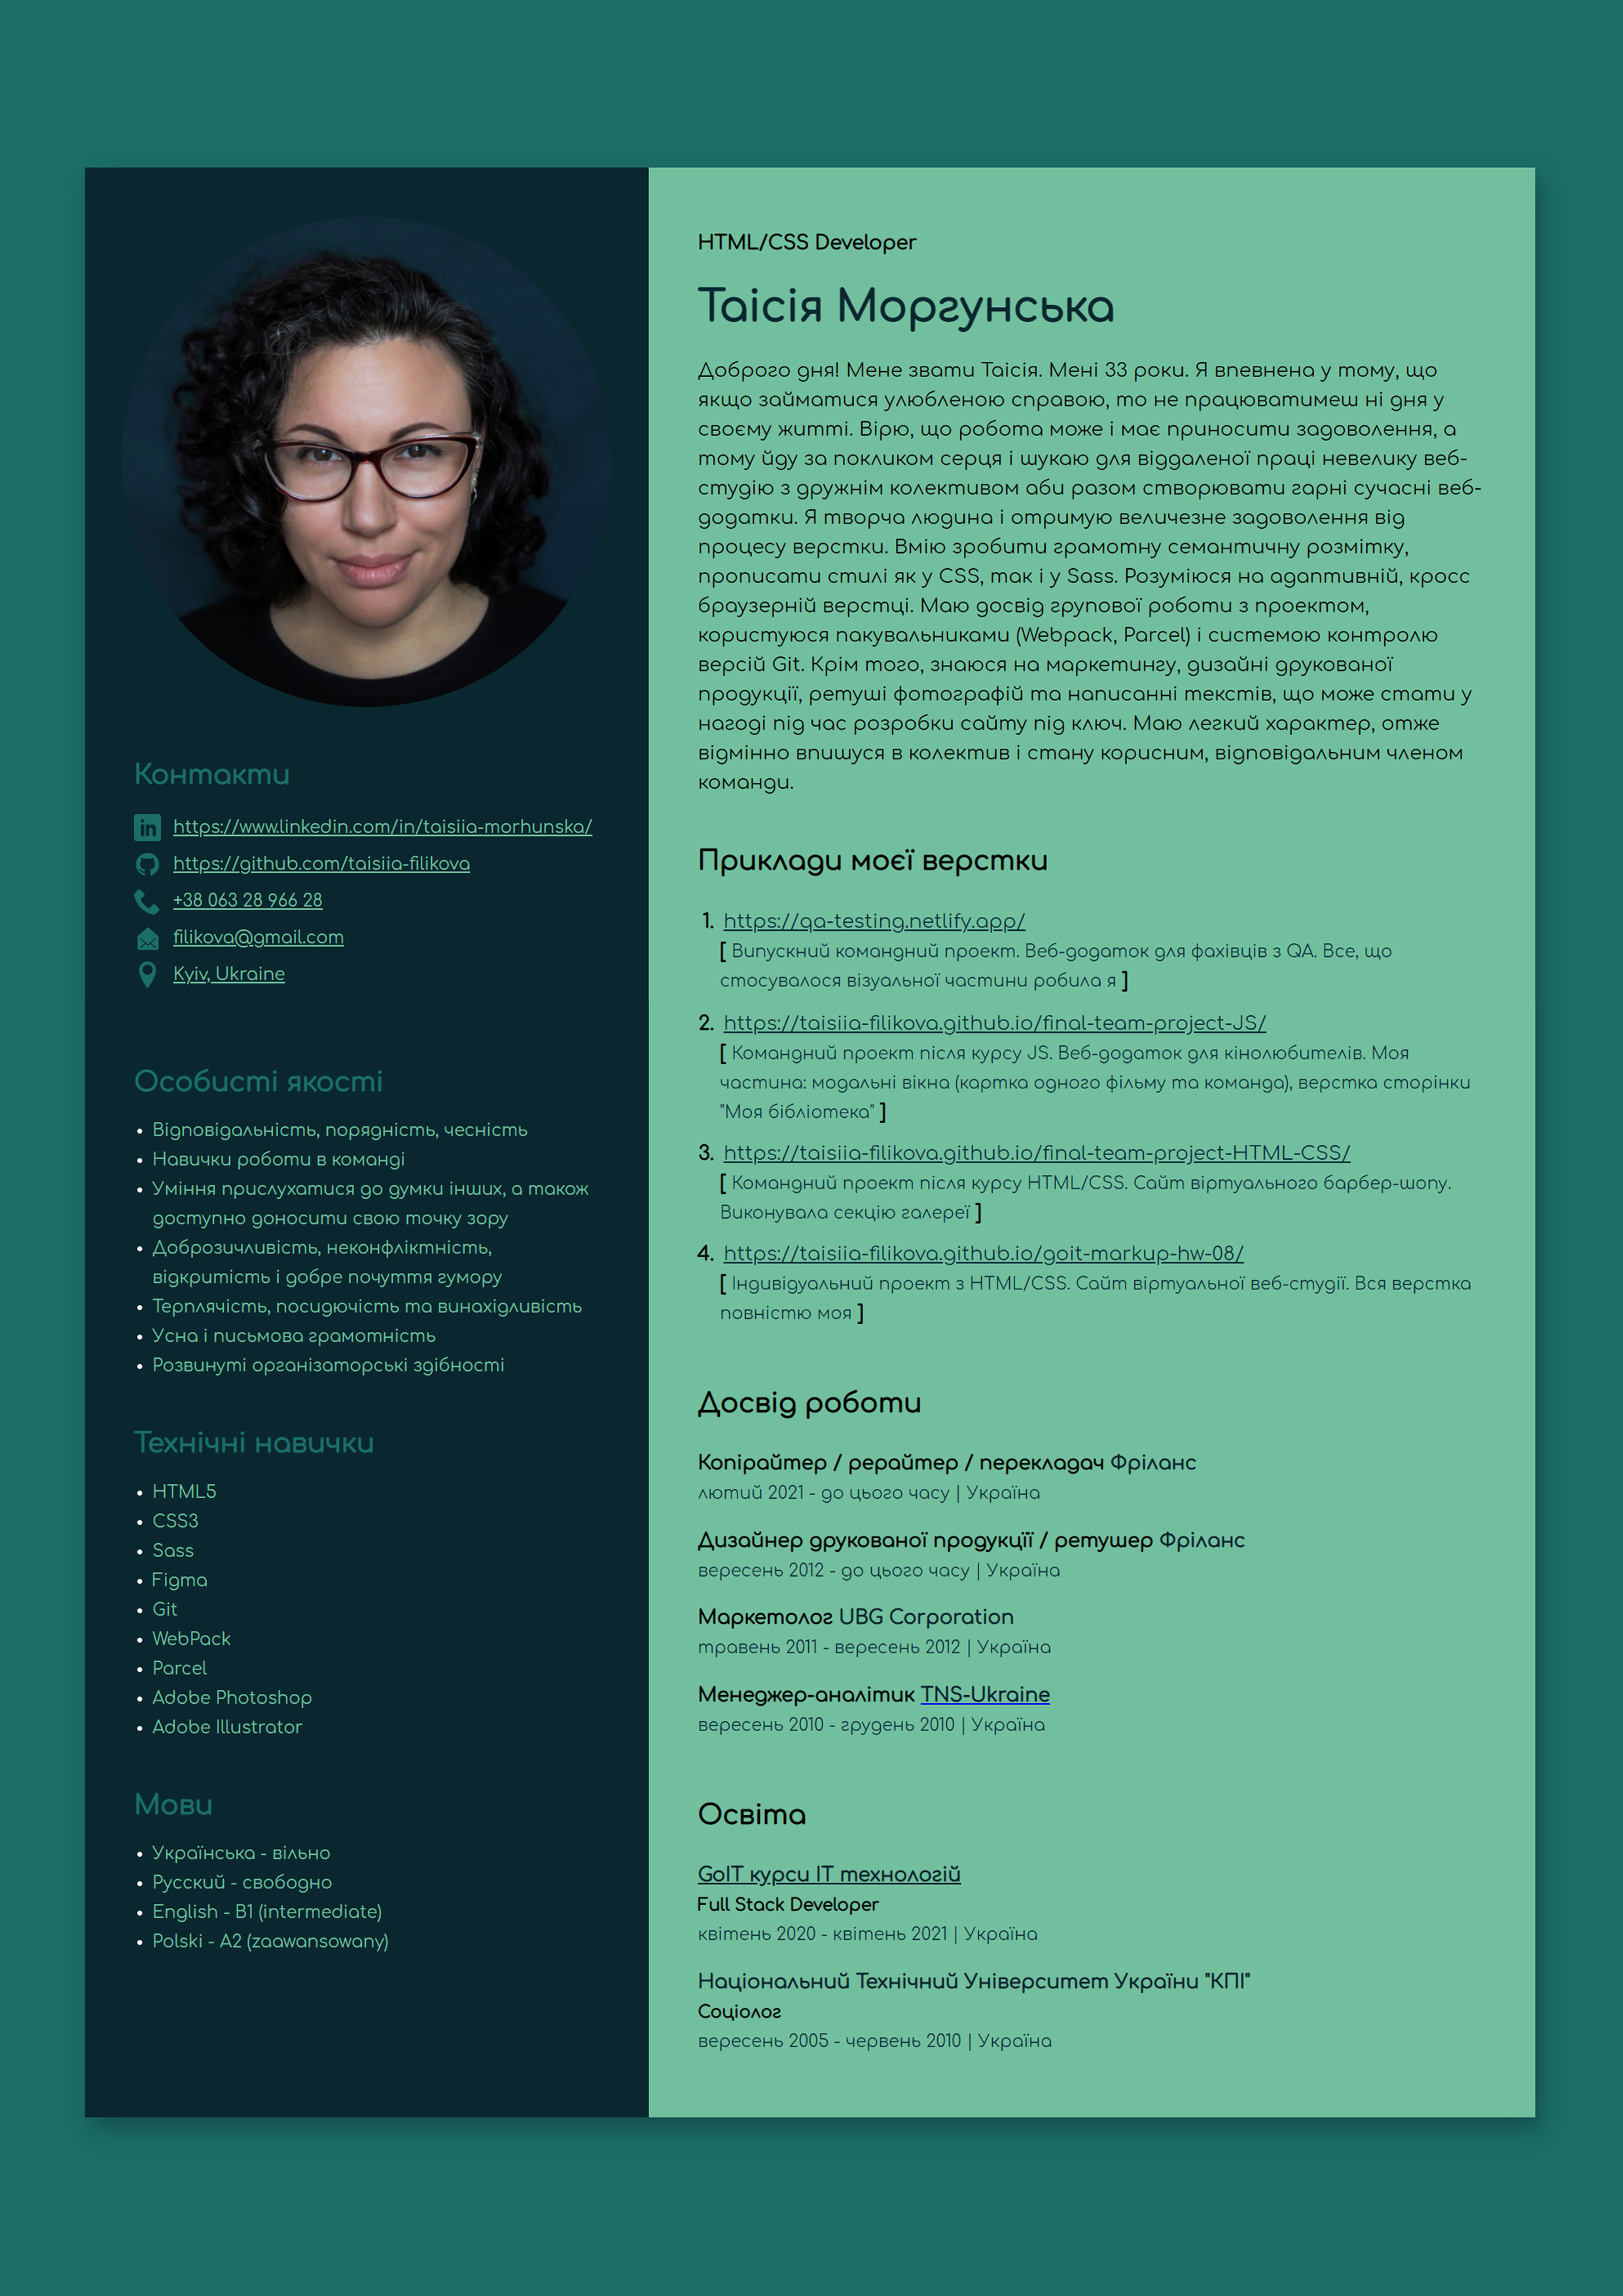 Контакти
https://www.linkedin.com/in/taisiia-morhunska/
https://github.com/taisiia-filikova
+38 063 28 966 28
filikova@gmail.com
Kyiv, Ukraine
Особисті якості
• Відповідальність, порядність, чесність
• Навички роботи в команді
• Уміння прислухатися до думки інших, а також
доступно доносити свою точку зору
• Доброзичливість, неконфліктність,
відкритість і добре почуття гумору
• Терплячість, посидючість та винахідливість
• Усна і письмова грамотність
• Розвинуті організаторські здібності
Технічні навички
• HTML5
• CSS3
• Sass
• Figma
• Git
• WebPack
• Parcel
• Adobe Photoshop
• Adobe Illustrator
Мови
• Українська - вільно
• Русский - свободно
• English - B1 (intermediate)
• Polski - A2 (zaawansowany)
HTML/CSS Developer
Таісія Моргунська
Доброго дня! Мене звати Таісія. Мені 33 роки. Я впевнена у тому, що
якщо займатися улюбленою справою, то не працюватимеш ні дня у
своєму житті. Вірю, що робота може і має приносити задоволення, а
тому йду за покликом серця і шукаю для віддаленої праці невелику веб-
студію з дружнім колективом аби разом створювати гарні сучасні веб-
додатки. Я творча людина і отримую величезне задоволення від
процесу верстки. Вмію зробити грамотну семантичну розмітку,
прописати стилі як у CSS, так і у Sass. Розуміюся на адаптивній, кросс
браузерній верстці. Маю досвід групової роботи з проектом,
користуюся пакувальниками (Webpack, Parcel) і системою контролю
версій Git. Крім того, знаюся на маркетингу, дизайні друкованої
продукції, ретуші фотографій та написанні текстів, що може стати у
нагоді під час розробки сайту під ключ. Маю легкий характер, отже
відмінно впишуся в колектив і стану корисним, відповідальним членом
команди.
Приклади моєї верстки
1. https://qa-testing.netlify.app/
[ Випускний командний проект. Веб-додаток для фахівців з QA. Все, що
стосувалося візуальної частини робила я ]
2. https://taisiia-filikova.github.io/final-team-project-JS/
[ Командний проект після курсу JS. Веб-додаток для кінолюбителів. Моя
частина: модальні вікна (картка одного фільму та команда), верстка сторінки
"Моя бібліотека" ]
3. https://taisiia-filikova.github.io/final-team-project-HTML-CSS/
[ Командний проект після курсу HTML/CSS. Сайт віртуального барбер-шопу.
Виконувала секцію галереї ]
4. https://taisiia-filikova.github.io/goit-markup-hw-08/
[ Індивідуальний проект з HTML/CSS. Сайт віртуальної веб-студії. Вся верстка
повністю моя ]
Досвід роботи
Копірайтер / рерайтер / перекладач Фріланс
лютий 2021 - до цього часу | Україна
Дизайнер друкованої продукціїї / ретушер Фріланс
вересень 2012 - до цього часу | Україна
Маркетолог UBG Corporation
травень 2011 - вересень 2012 | Україна
Менеджер-аналітик TNS-Ukraine
вересень 2010 - грудень 2010 | Україна
Освіта
GoIT курси IT технологій
Full Stack Developer
квітень 2020 - квітень 2021 | Україна
Національний Технічний Університет України "КПІ"
Соціолог
вересень 2005 - червень 2010 | Україна